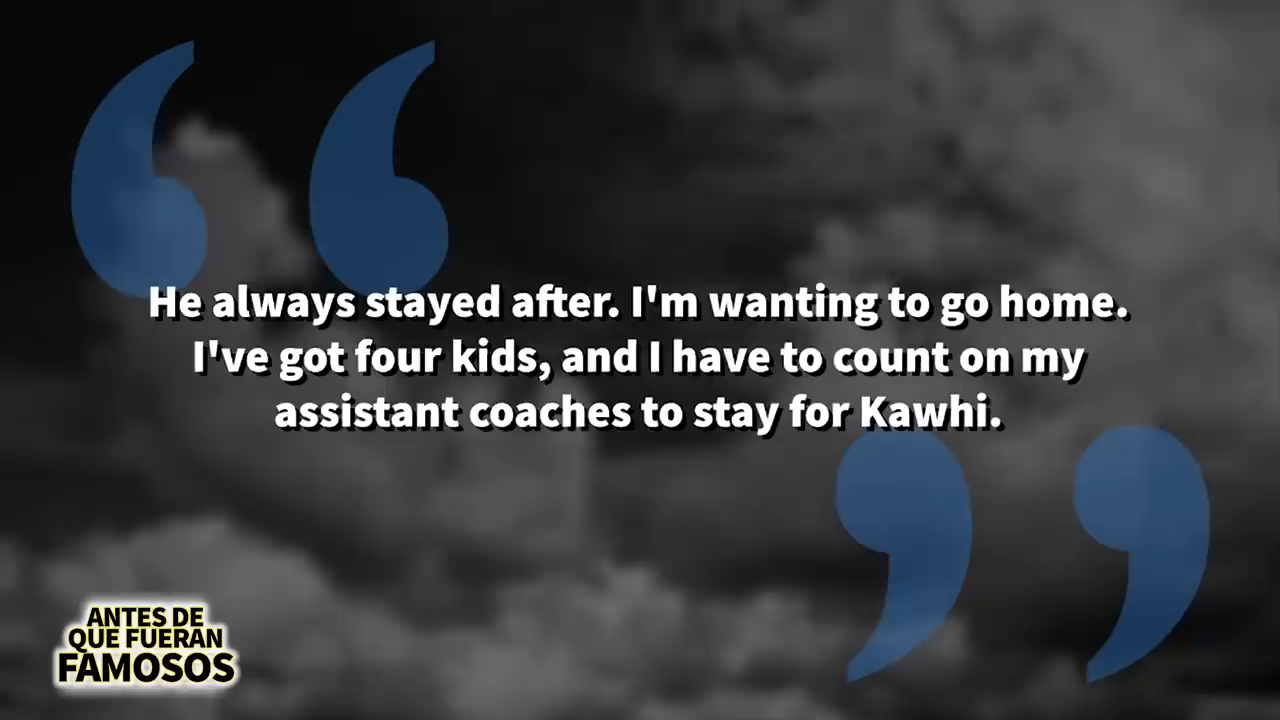 He always stayed after. I'm wanting to go home.
I've got four kids, and I have to count on my
assistant coaches to stay for Kawhi.
ANTES DE
QUE FUERAN
FAMOSOS